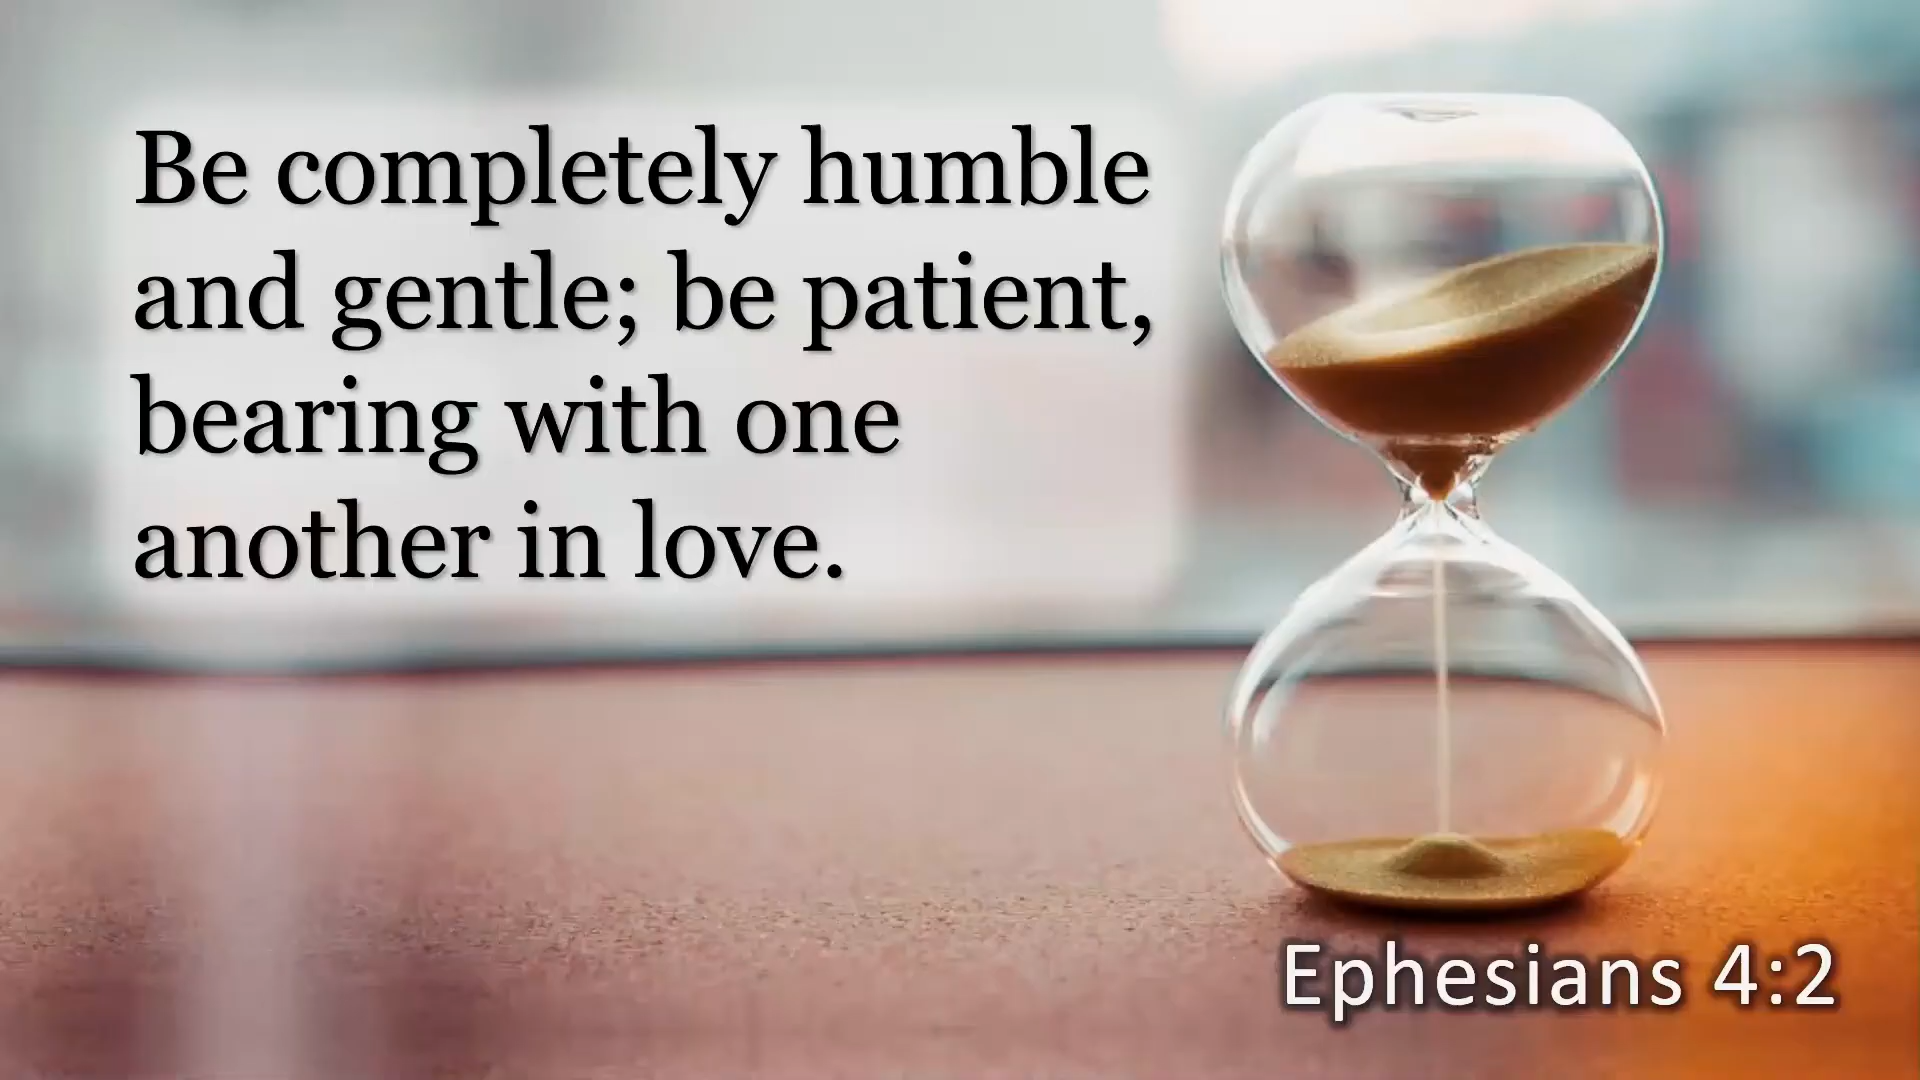 Be completely humble
and gentle; be patient,
bearing with one
another in love.
Ephesians 4:2